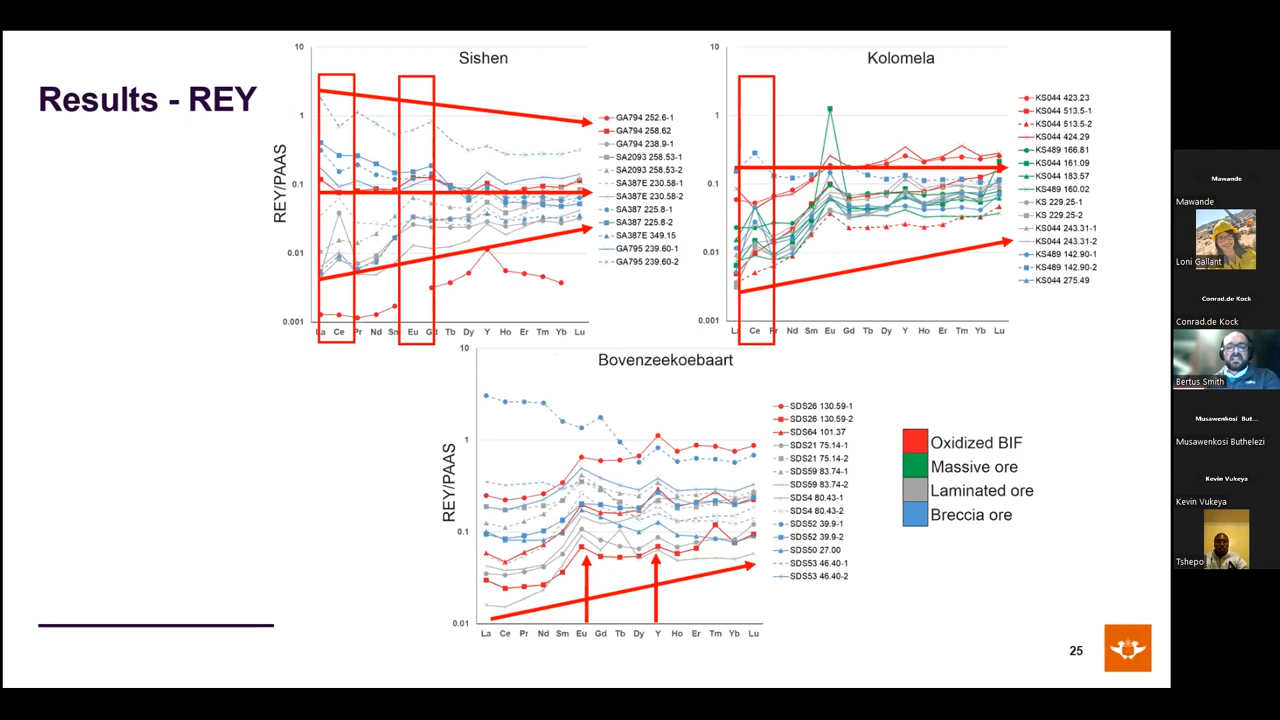 Results - REY
Sishen
10
1
0.1
0.01
0.001
REY/PAAS
La Ce Pr Nd Sm Eu Gd Tb Dy Y Ho Er Tm Yb Lu
GA794 252.6-1
GA794 258.62
GA794 238.9-1
SA2093 258.53-1
SA2093 258.53-2
SA387E 230.58-1
SA387E 230.58-2
SA387 225.8-1
SA387 225.8-2
SA387E 349.15
GA795 239.60-1
GA795 239.60-2
Kolomela
10
1
0.1
0.01
0.001
La Ce Pr Nd Sm Eu Gd Tb Dy Y Ho Er Tm Yb Lu
KS044 423.23
KS044 513.5-1
KS044 513.5-2
KS044 424.29
KS489 166.81
KS044 161.09
KS044 183.57
KS489 160.02
KS 229.25-1
KS 229.25-2
KS044 243.31-1
KS044 243.31-2
KS489 142.90-1
KS489 142.90-2
KS044 275.49
Bovenzeekoebaart
10
1
0.1
0.01
REY/PAAS
La Ce Pr Nd Sm Eu Gd Tb Dy Y Ho Er Tm Yb Lu
SDS26 130.59-1
SDS26 130.59-2
SDS64 101.37
SDS21 75.14-1
SDS21 75.14-2
SDS59 83.74-1
SDS59 83.74-2
SDS4 80.43-1
SDS4 80.43-2
SDS52 39.9-1
SDS52 39.9-2
SDS50 27.00
SDS53 46.40-1
SDS53 46.40-2
Oxidized BIF
Massive ore
Laminated ore
Breccia ore
25
Mawande
Mawande
Loni Gallant
Conrad.de Kock
Conrad.de Kock
Bertus Smith
Musawenkosi But...
Musawenkosi Buthelezi
Kevin Vukeya
Kevin Vukeya
Tshepo